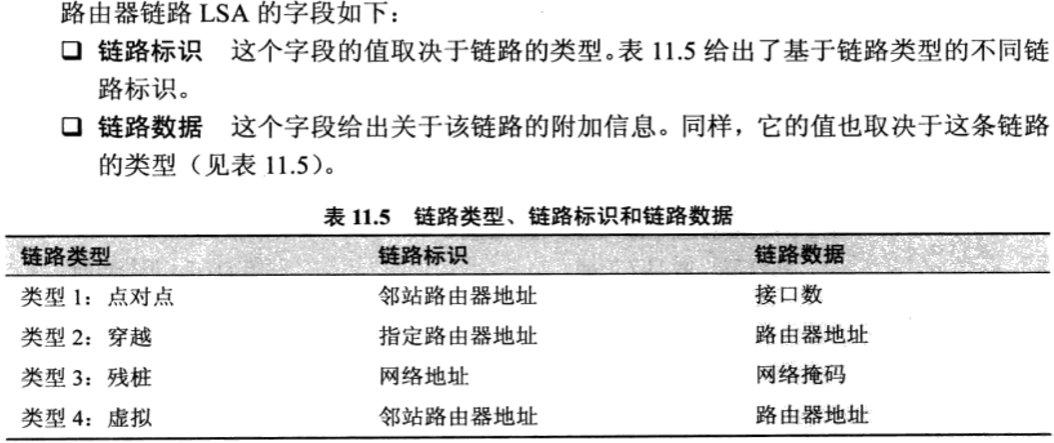 路由器链路 LSA 的字段如下：
❑ 链路标识 这个字段的值取决于链路的类型。表 11.5 给出了基于链路类型的不同链
路标识。
❑ 链路数据 这个字段给出关于该链路的附加信息。同样，它的值也取决于这条链路
的类型（见表 11.5）。
表 11.5 链路类型、链路标识和链路数据
链路类型 链路标识 链路数据
类型 1：点对点 邻站路由器地址 接口数
类型 2：穿越 指定路由器地址 路由器地址
类型 3：残桩 网络地址 网络掩码
类型 4：虚拟 邻站路由器地址 路由器地址